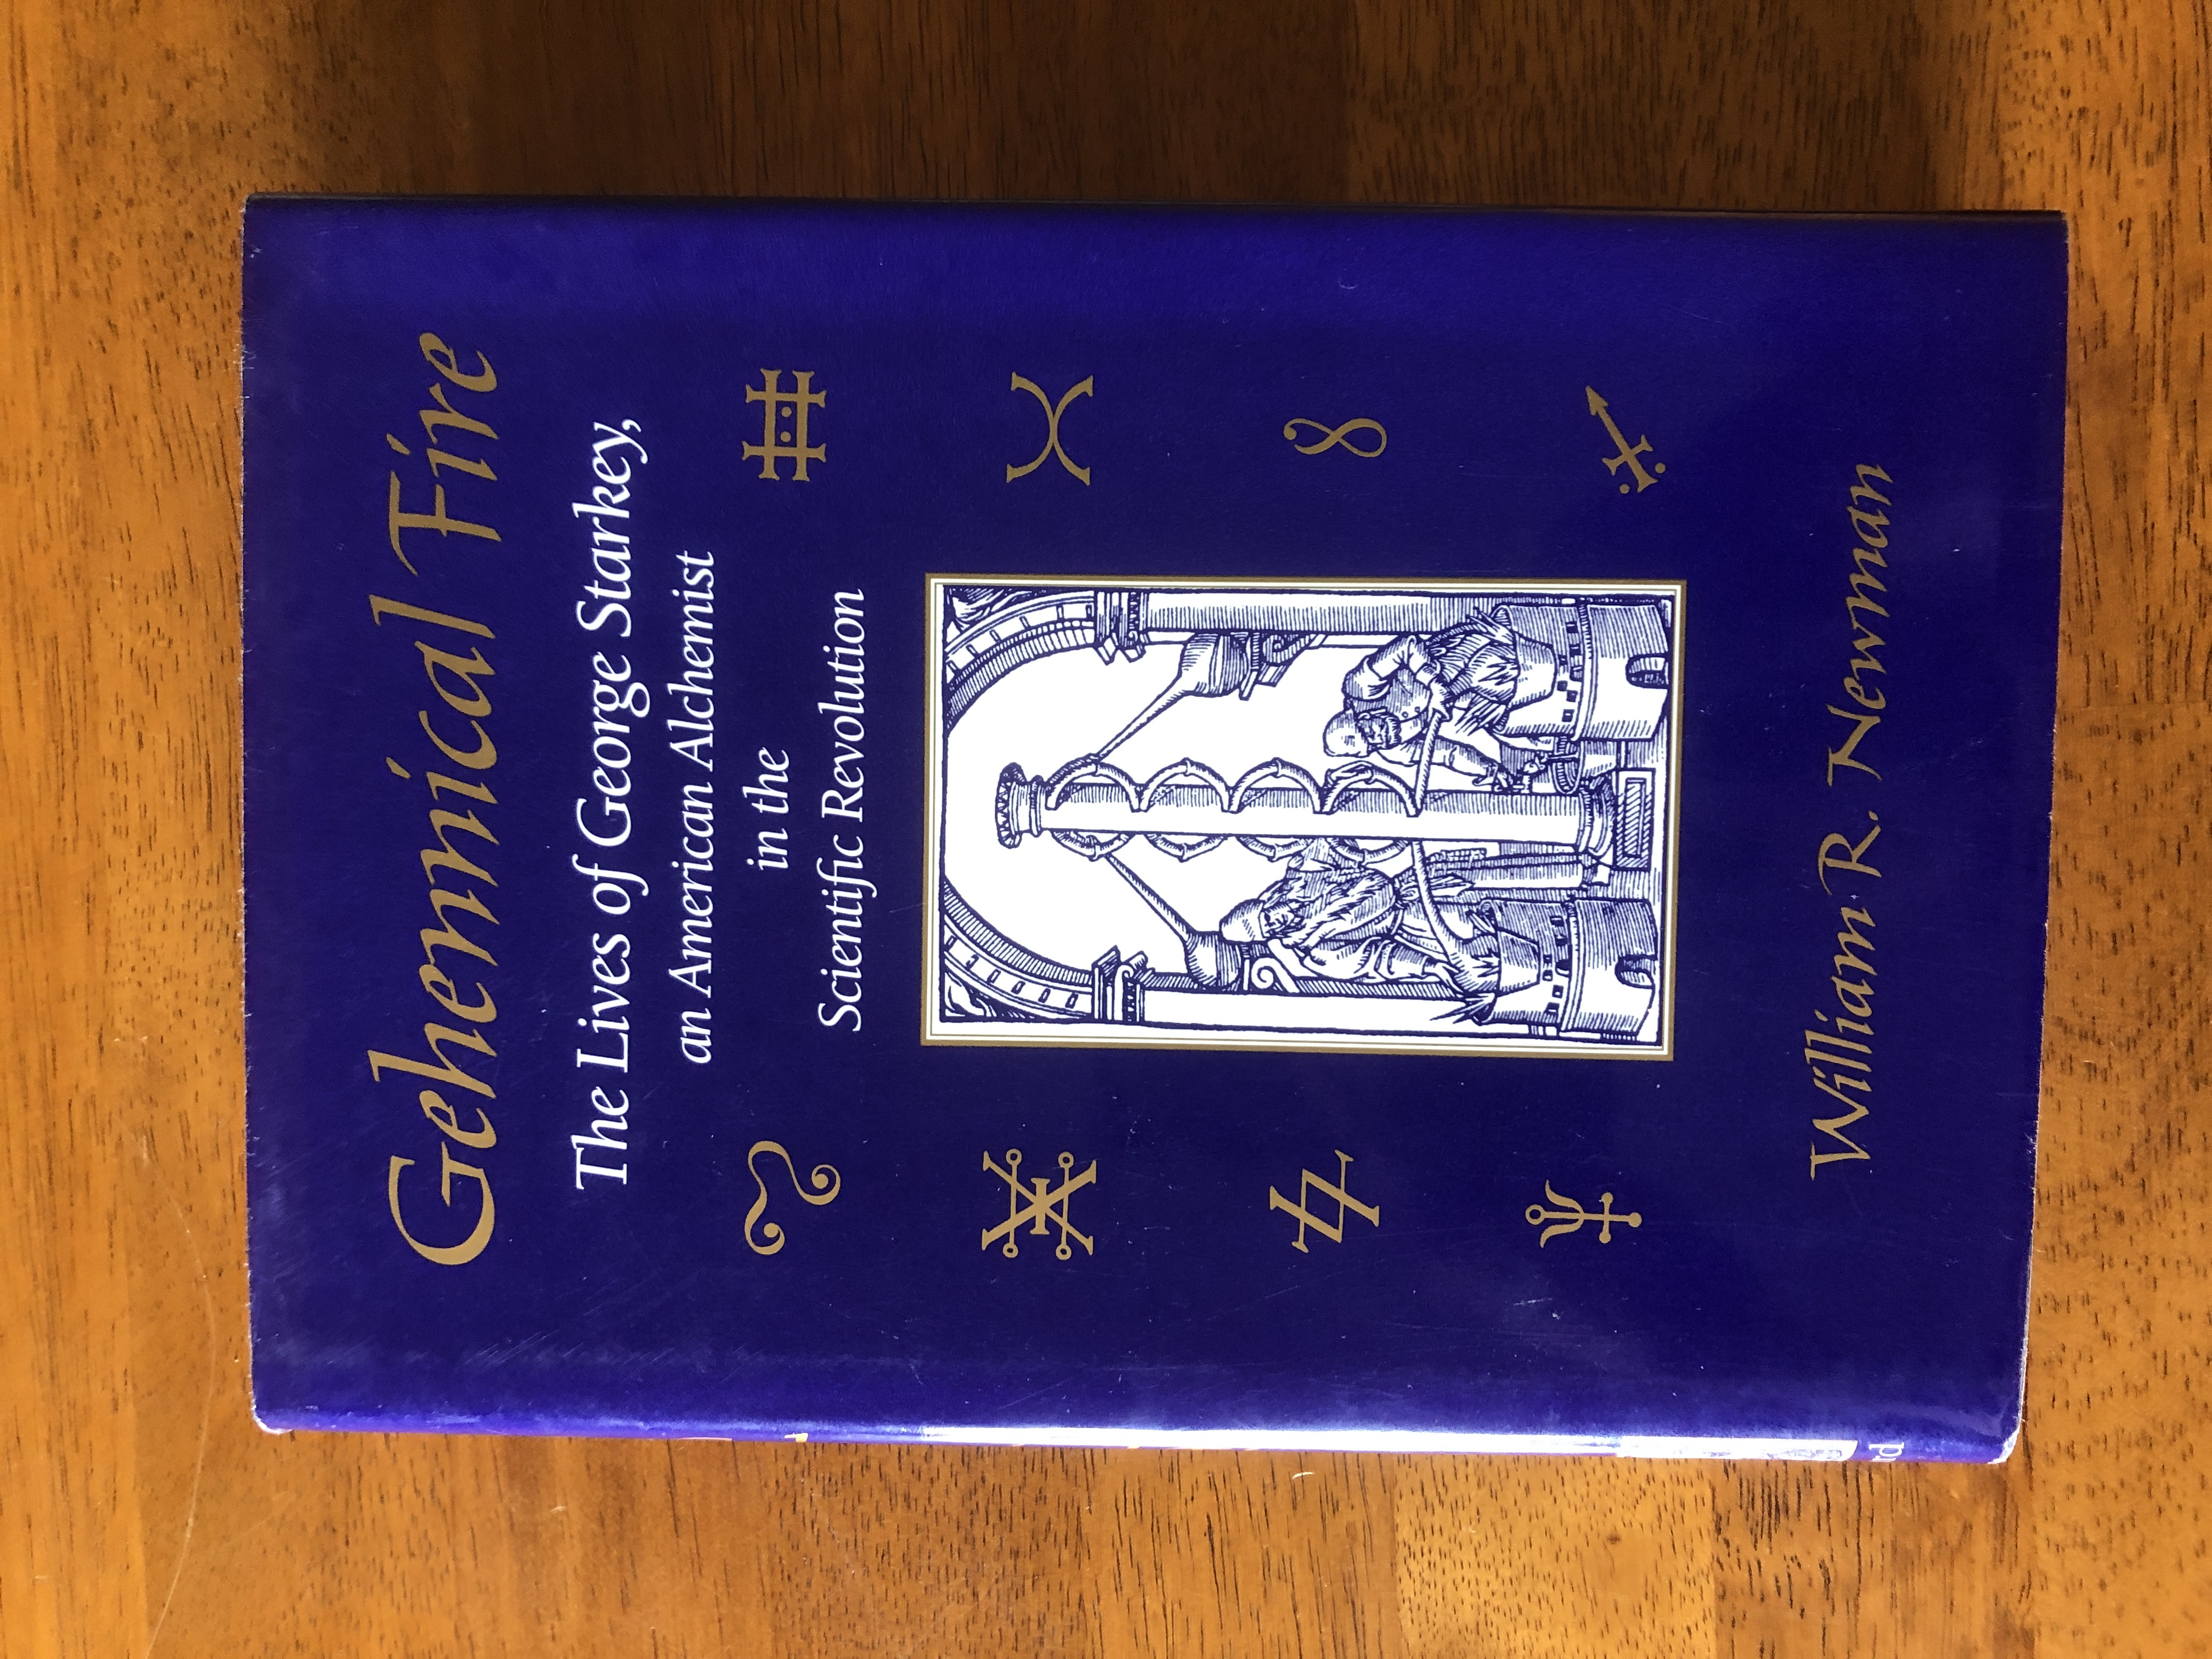 Gehennical Fire
The Lives of George Starkey,
an American Alchemist
in the
Scientific Revolution
William R. Newman